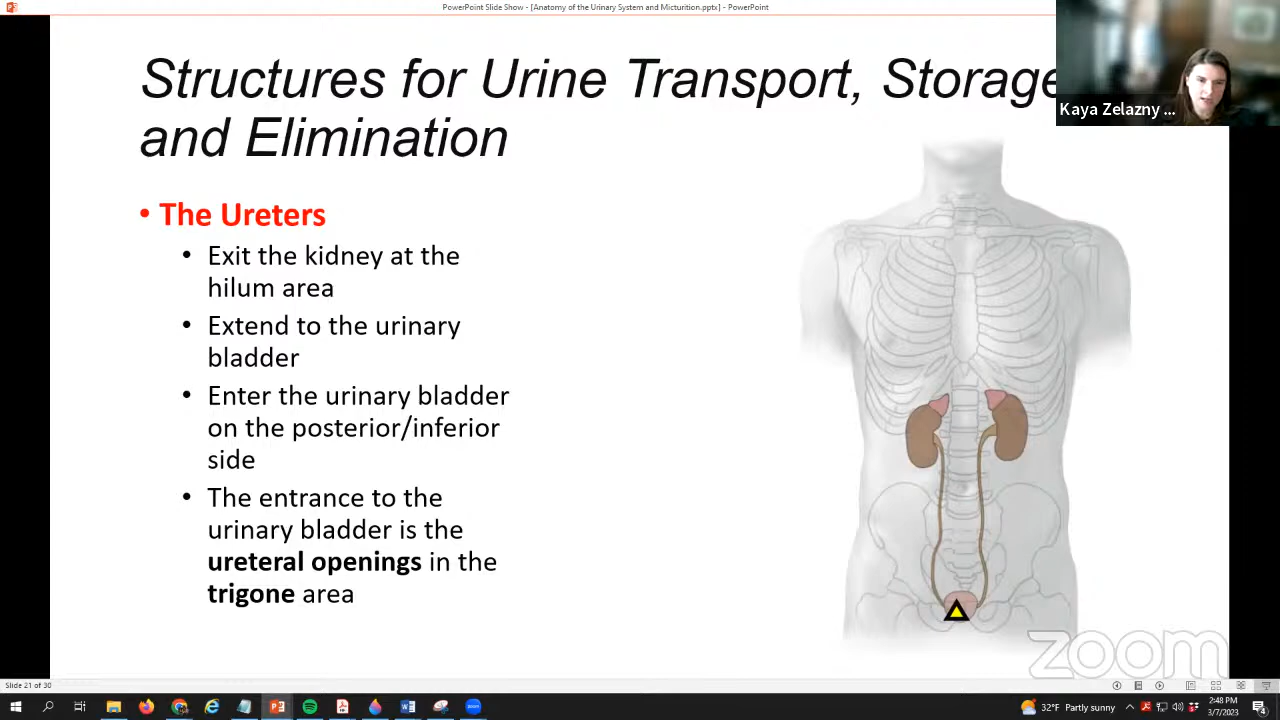 PowerPoint Slide Show - [Anatomy of the Urinary System and Micturition.pptx] - PowerPoint
Structures for Urine Transport, Storage
and Elimination
Kaya Zelazny ...
• The Ureters
• Exit the kidney at the
hilum area
• Extend to the urinary
bladder
• Enter the urinary bladder
on the posterior/inferior
side
• The entrance to the
urinary bladder is the
ureteral openings in the
trigone area
zoom
Slide 21 of 30
32°F Partly sunny
2:48 PM
3/7/2023
4